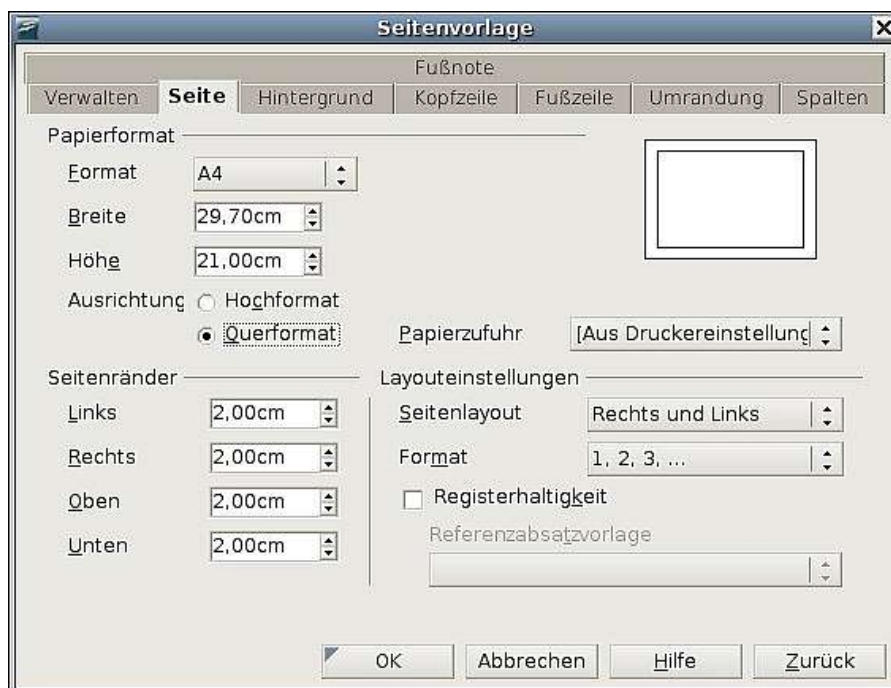 Seitenvorlage
Fußnote
Verwalten Seite Hintergrund Kopfzeile Fußzeile Umrandung Spalten
Papierformat
Format A4
Breite 29,70cm
Höhe 21,00cm
Ausrichtung Hochformat
Querformat Papierzufuhr [Aus Druckereinstellung
Seitenränder Layouteinstellungen
Links 2,00cm Seitenlayout Rechts und Links
Rechts 2,00cm Format 1, 2, 3, ...
Oben 2,00cm Registerhaltigkeit
Referenzabsatzvorlage
Unten 2,00cm
OK Abbrechen Hilfe Zurück